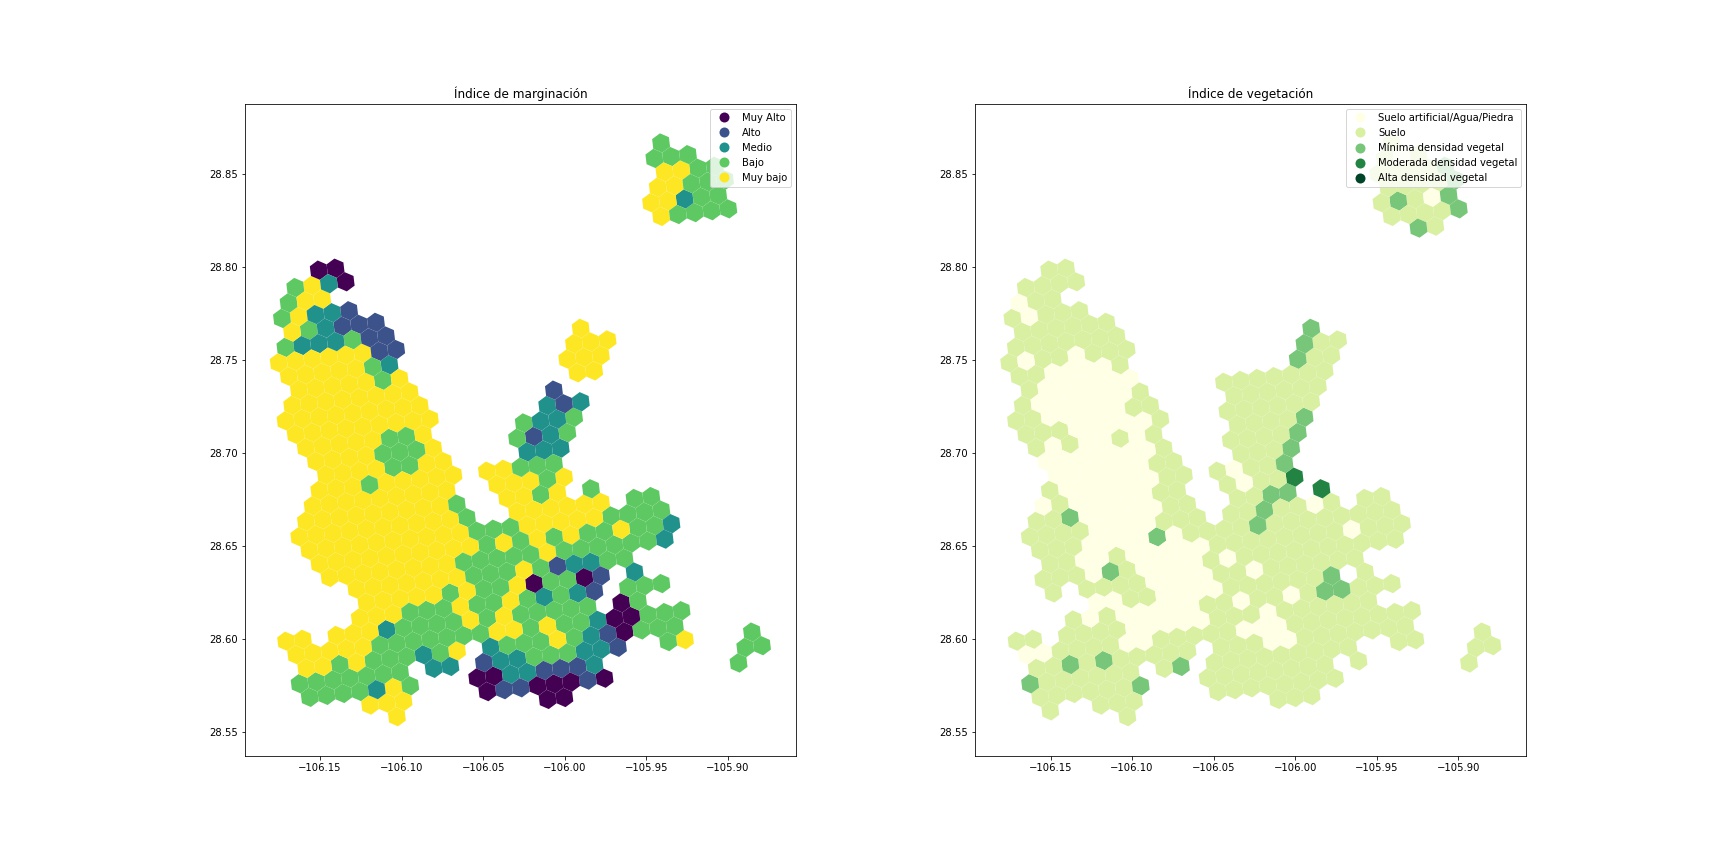 Índice de marginación
Muy Alto
Alto
Medio
Bajo
Muy bajo
28.85
28.80
28.75
28.70
28.65
28.60
28.55
−106.15 −106.10 −106.05 −106.00 −105.95 −105.90
Índice de vegetación
Suelo artificial/Agua/Piedra
Suelo
Mínima densidad vegetal
Moderada densidad vegetal
Alta densidad vegetal
28.85
28.80
28.75
28.70
28.65
28.60
28.55
−106.15 −106.10 −106.05 −106.00 −105.95 −105.90